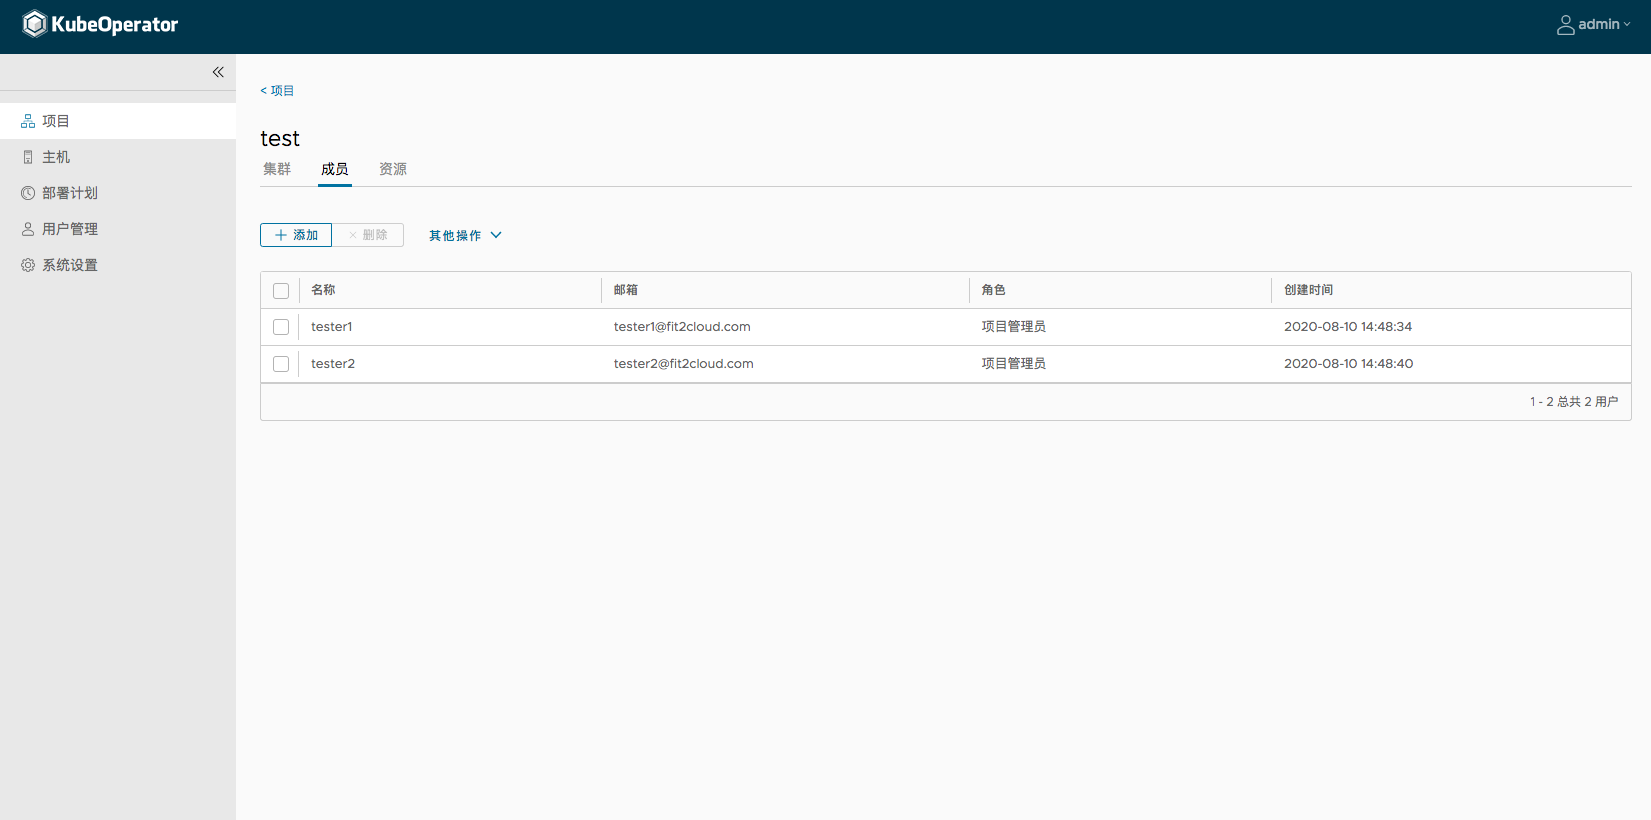 KubeOperator
admin
项目
主机
部署计划
用户管理
系统设置
< 项目
test
集群 成员 资源
添加 删除 其他操作
名称 邮箱 角色 创建时间
tester1 tester1@fit2cloud.com 项目管理员 2020-08-10 14:48:34
tester2 tester2@fit2cloud.com 项目管理员 2020-08-10 14:48:40
1 - 2 总共 2 用户